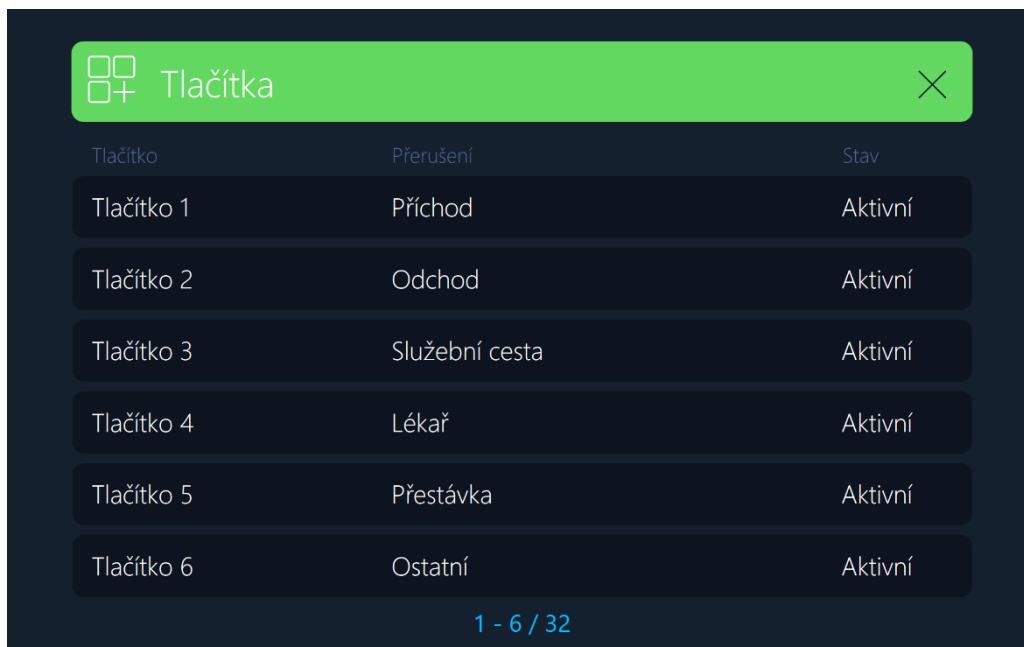 Tlačítka
Tlačítko Přerušení Stav
Tlačítko 1 Příchod Aktivní
Tlačítko 2 Odchod Aktivní
Tlačítko 3 Služební cesta Aktivní
Tlačítko 4 Lékař Aktivní
Tlačítko 5 Přestávka Aktivní
Tlačítko 6 Ostatní Aktivní
1 - 6 / 32